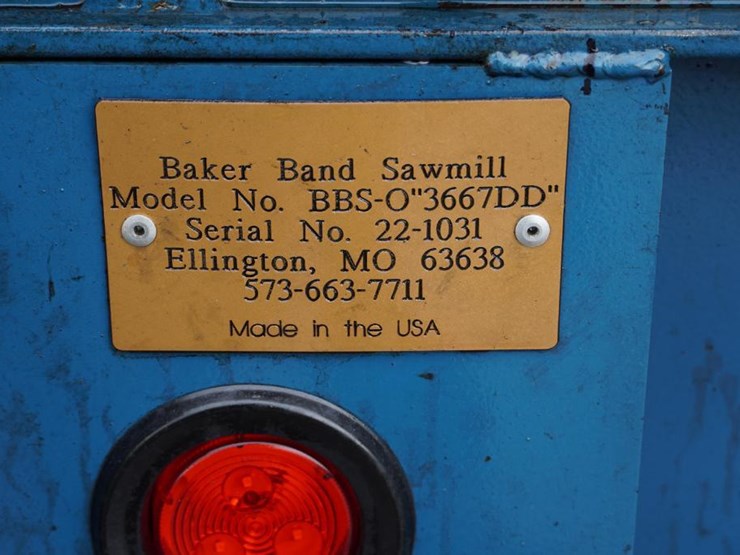 Baker Band Sawmill
Model No. BBS-O"3667DD"
Serial No. 22-1031
Ellington, MO 63638
573-663-7711
Made in the USA